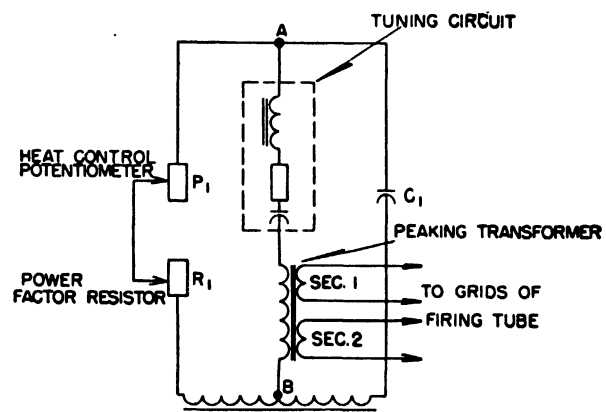 TUNING CIRCUIT
A
HEAT CONTROL
POTENTIOMETER
P1
C1
PEAKING TRANSFORMER
POWER
FACTOR RESISTOR
R1
SEC. 1
SEC. 2
TO GRIDS OF
FIRING TUBE
B